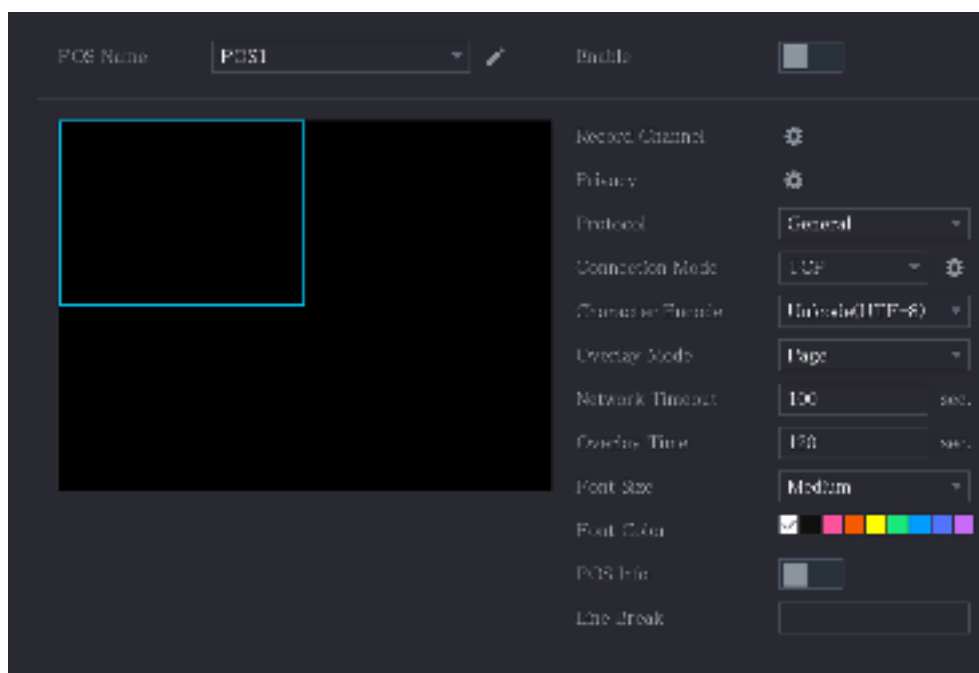 POS Name POS1 Enable
Record Channel
Privacy
Protocol General
Connection Mode TCP
Character Encode Unicode(UTF-8)
Overlay Mode Page
Network Timeout 100 sec.
Overlay Time 120 sec.
Font Size Medium
Font Color
POS Info
Line Break